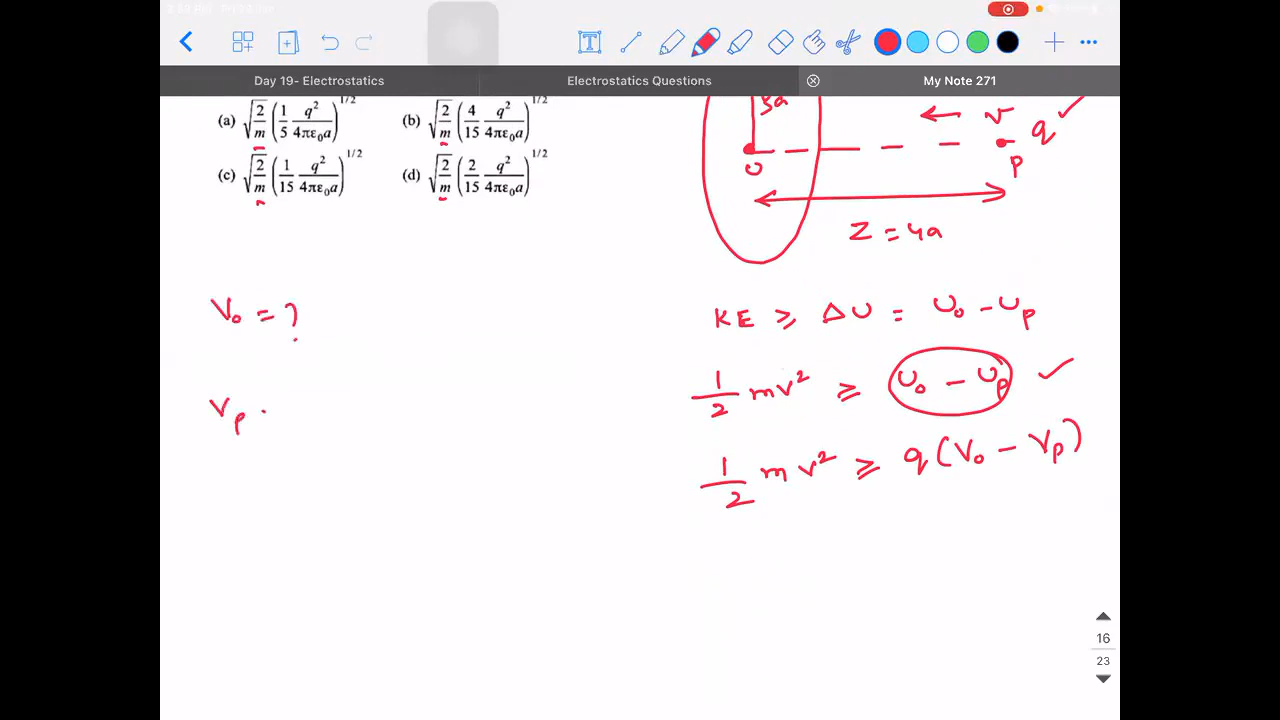 Day 19- Electrostatics
Electrostatics Questions
My Note 271
(a) √(2/m) (1/5 q²/4πε₀a)^1/2
(b) √(2/m) (4/15 q²/4πε₀a)^1/2
(c) √(2/m) (1/15 q²/4πε₀a)^1/2
(d) √(2/m) (2/15 q²/4πε₀a)^1/2
3a
v
q
O
P
Z = 4a
V₀ = ?
Vp
KE ≥ ΔU = U₀ - Up
1/2 mv² ≥ U₀ - Up
1/2 mv² ≥ q(V₀ - Vp)
16
23